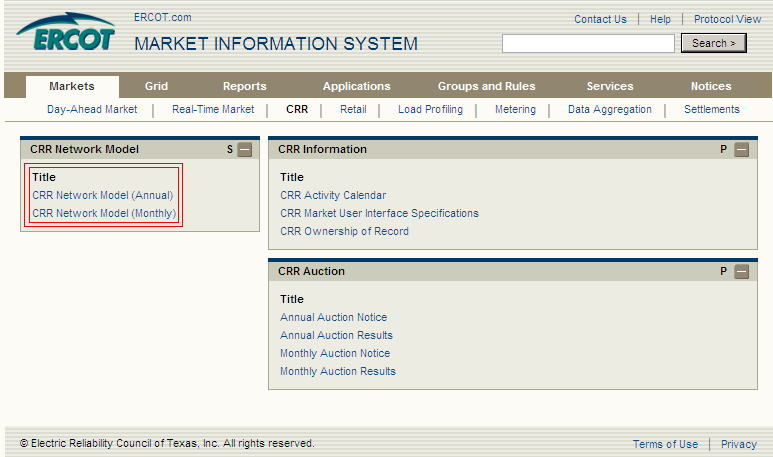 ERCOT
ERCOT.com
MARKET INFORMATION SYSTEM
Contact Us | Help | Protocol View
Search >
Markets Grid Reports Applications Groups and Rules Services Notices
Day-Ahead Market | Real-Time Market | CRR | Retail | Load Profiling | Metering | Data Aggregation | Settlements
CRR Network Model S
Title
CRR Network Model (Annual)
CRR Network Model (Monthly)
CRR Information P
Title
CRR Activity Calendar
CRR Market User Interface Specifications
CRR Ownership of Record
CRR Auction P
Title
Annual Auction Notice
Annual Auction Results
Monthly Auction Notice
Monthly Auction Results
© Electric Reliability Council of Texas, Inc. All rights reserved.
Terms of Use | Privacy